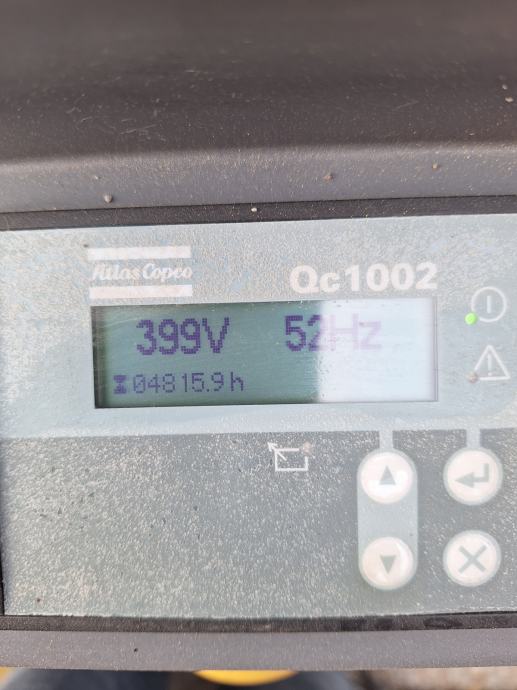 Atlas Copco
Qc1002
399V 52Hz
04815.9 h